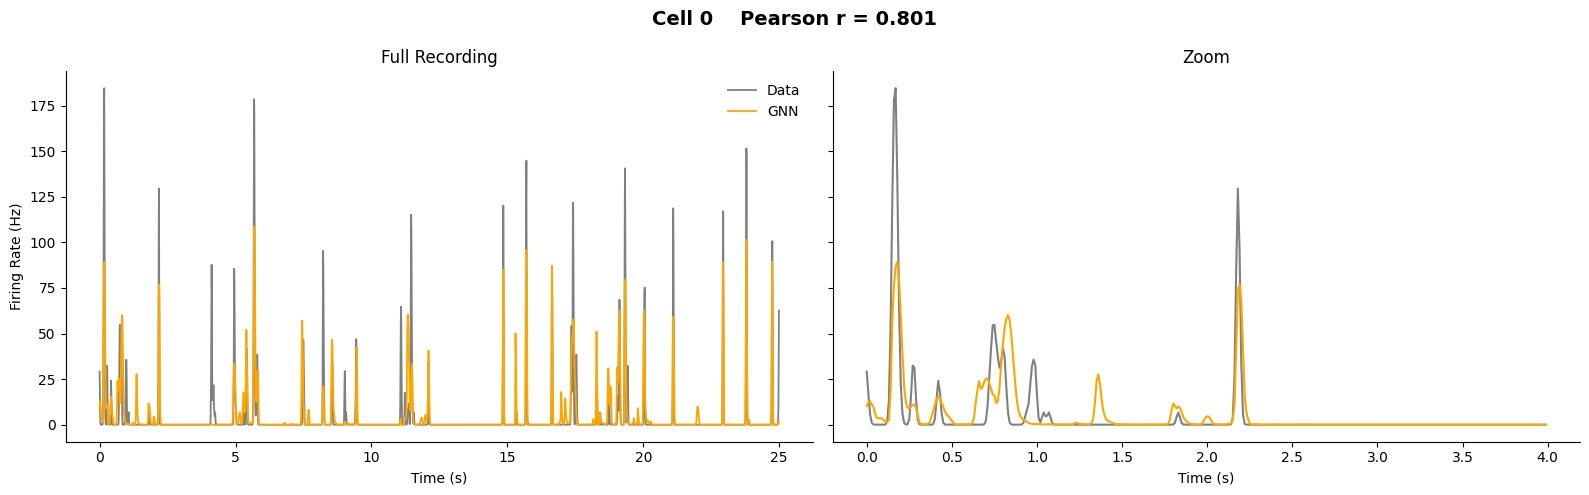 Cell 0    Pearson r = 0.801
Full Recording
Zoom
Data
GNN
Firing Rate (Hz)
175
150
125
100
75
50
25
0
0 5 10 15 20 25
Time (s)
0.0 0.5 1.0 1.5 2.0 2.5 3.0 3.5 4.0
Time (s)